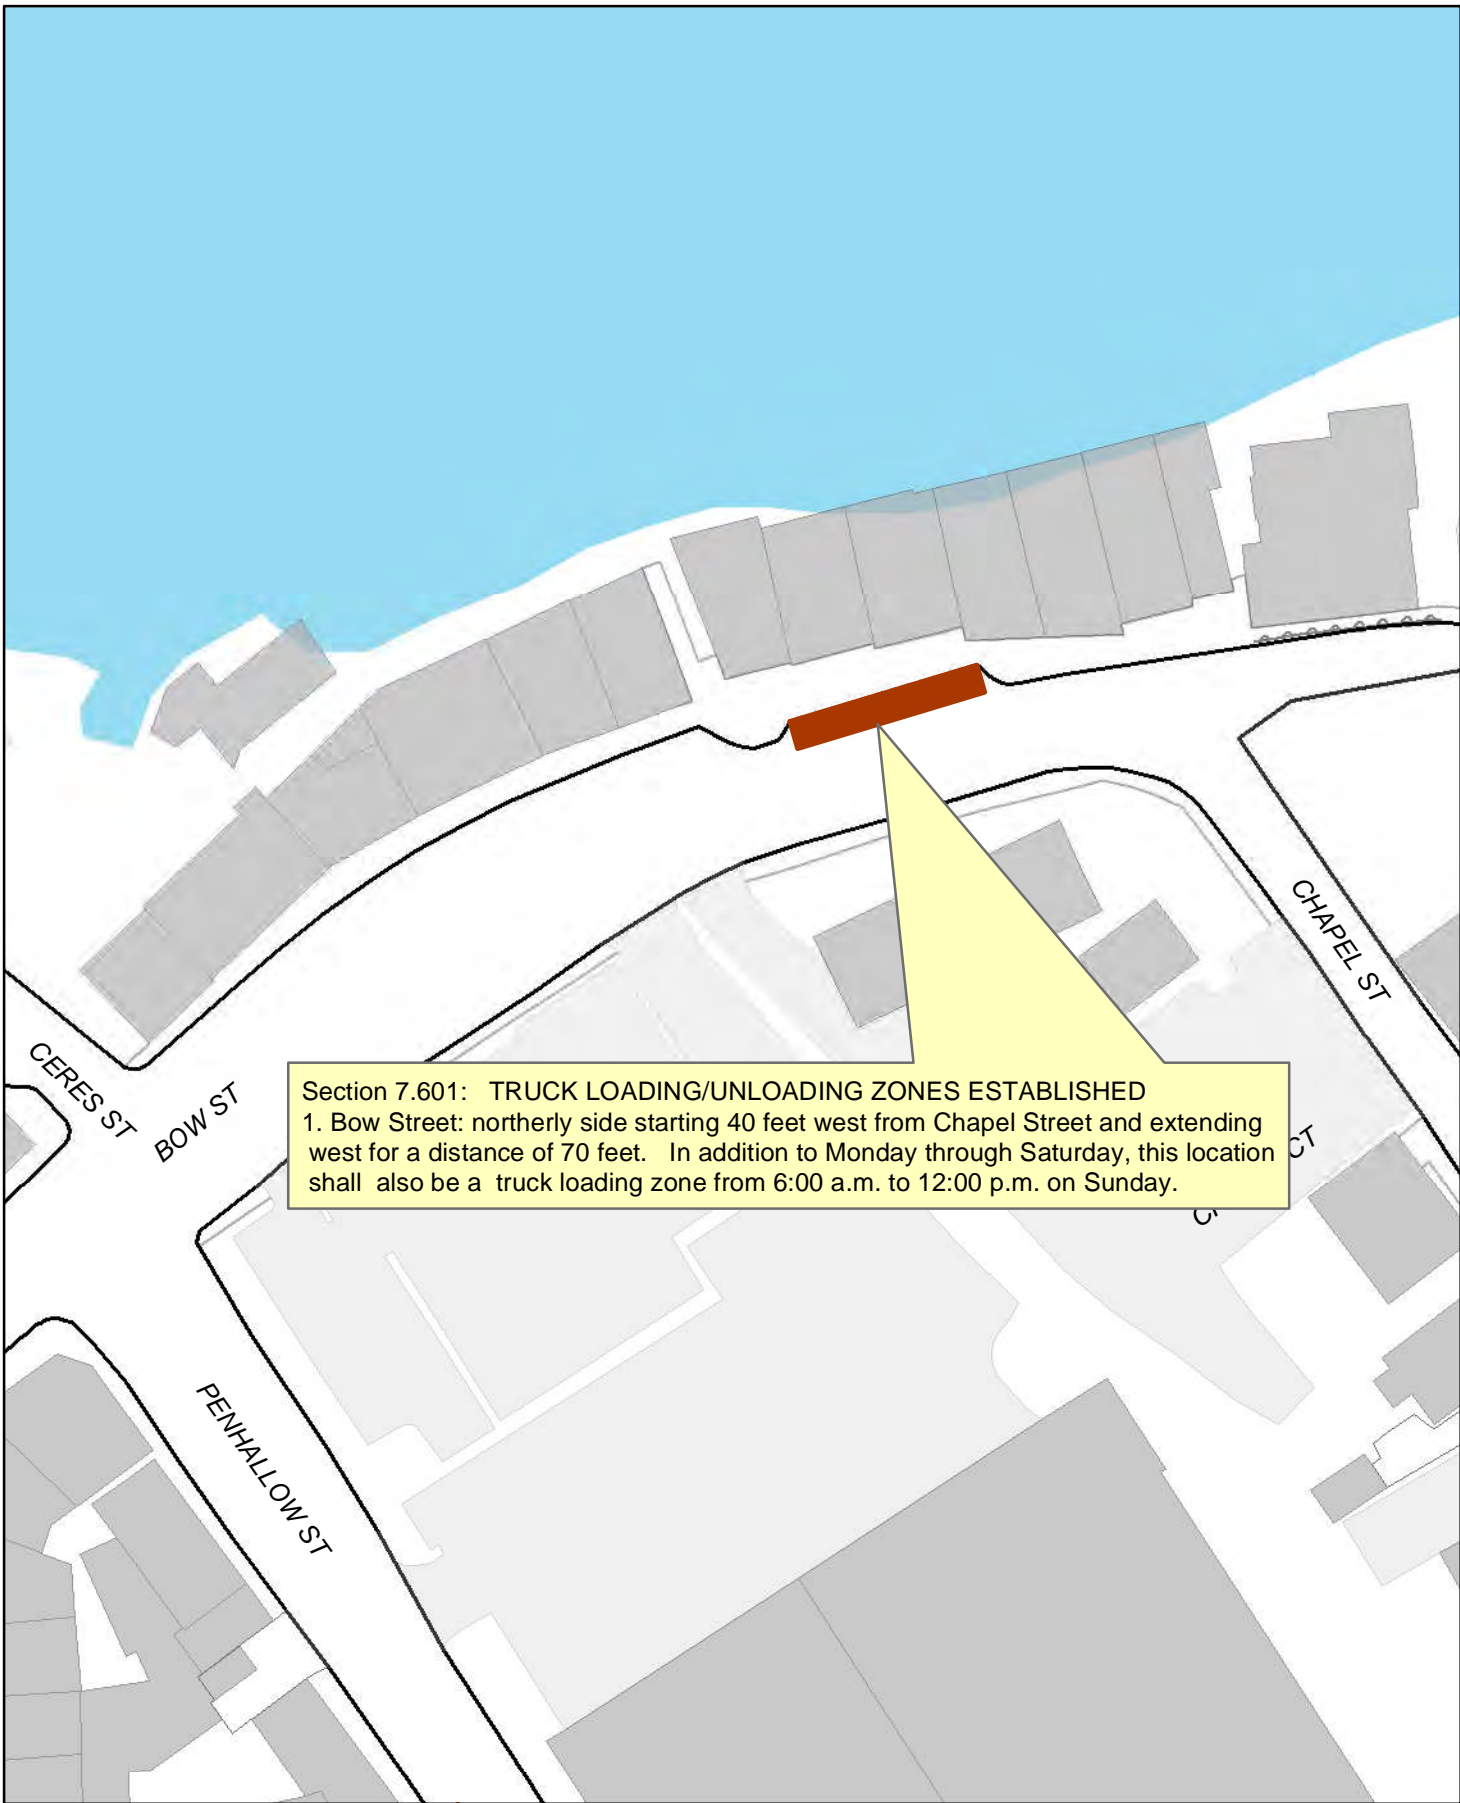 CHAPEL ST
CERES ST
BOW ST
Section 7.601: TRUCK LOADING/UNLOADING ZONES ESTABLISHED
1. Bow Street: northerly side starting 40 feet west from Chapel Street and extending
west for a distance of 70 feet. In addition to Monday through Saturday, this location
shall also be a truck loading zone from 6:00 a.m. to 12:00 p.m. on Sunday.
CT
PENHALLOW ST